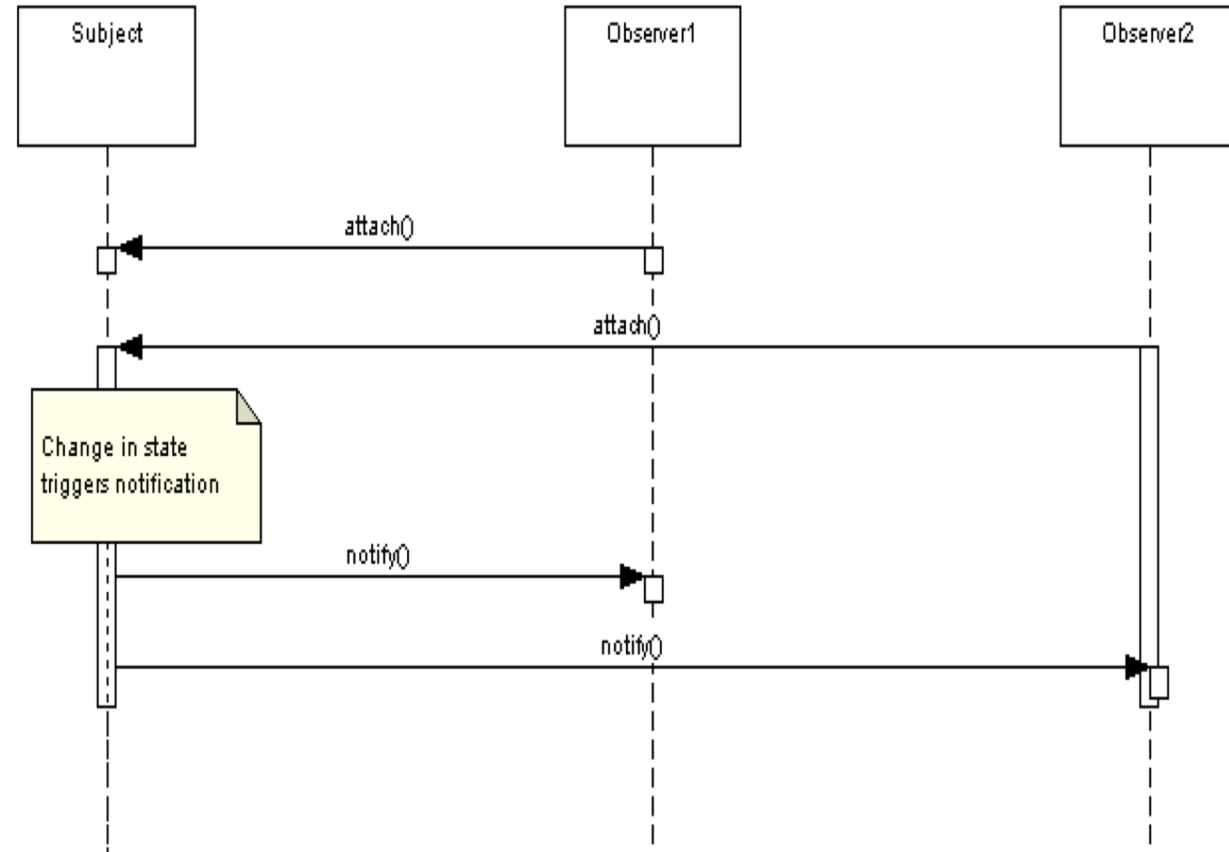 Subject
Observer1
Observer2
attach()
attach()
Change in state
triggers notification
notify()
notify()